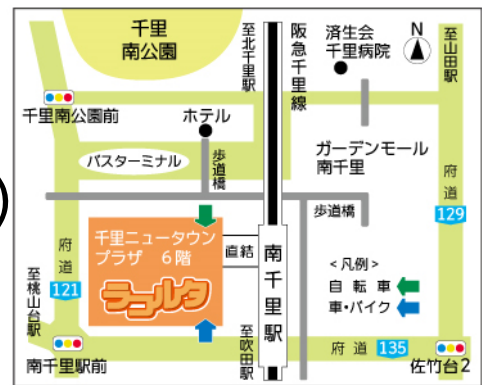 千里
南公園
至北千里駅
阪急千里線
済生会
千里病院
N
至山田駅
千里南公園前
ホテル
バスターミナル
歩道橋
ガーデンモール
南千里
府道
129
歩道橋
千里ニュータウン
プラザ 6階
ラコルタ
直結
南千里駅
<凡例>
自転車
車・バイク
府道
121
至桃山台駅
南千里駅前
至吹田駅
府道 135
佐竹台2